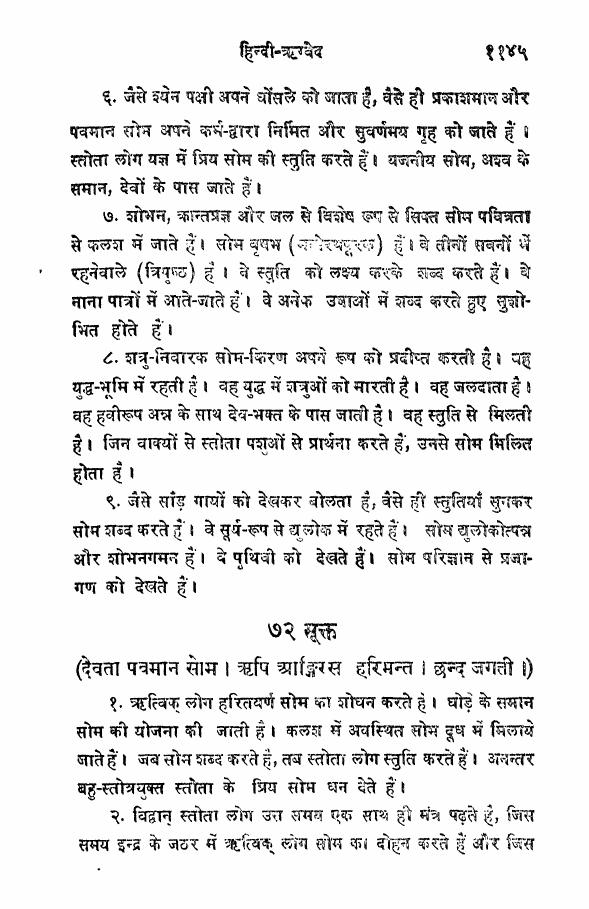 हिन्दी-ऋग्वेद ११४५
६. जैसे श्येन पक्षी अपने घोंसले को जाता है, वैसे ही प्रकाशमान और
पवमान सोम अपने कर्म-द्वारा निर्मित और सुवर्णमय गृह को जाते हैं ।
स्तोता लोग यज्ञ में प्रिय सोम की स्तुति करते हैं। यजनीय सोम, अश्व के
समान, देवों के पास जाते हैं।
७. शोभन, क्रान्तप्रज्ञ और जल से विशेष रूप से सिक्त सोम पवित्रता
से कलश में जाते हैं। सोम वृषभ (मनोरथपूरक) हैं। वे तीनों सवनों में
रहनेवाले (त्रिपृष्ठ) हैं । वे स्तुति को लक्ष्य करके शब्द करते हैं। वे
नाना पात्रों में आते-जाते हैं। वे अनेक उषाओं में शब्द करते हुए सुशो-
भित होते हैं।
८. शत्रु-निवारक सोम-किरण अपने रूप को प्रदीप्त करती है। वह
युद्ध-भूमि में रहती है। वह युद्ध में शत्रुओं को मारती है। वह जलदाता है।
वह हवीरूप अन्न के साथ देव-भक्त के पास जाती है। वह स्तुति से मिलती
है। जिन वाक्यों से स्तोता पशुओं से प्रार्थना करते हैं, उनसे सोम मिलित
होता है।
९. जैसे साँड़ गायों को देखकर बोलता है, वैसे ही स्तुतियाँ सुनकर
सोम शब्द करते हैं। वे सूर्य-रूप से द्युलोक में रहते हैं। सोम द्युलोकोत्पन्न
और शोभनगमन हैं। वे पृथिवी को देखते हैं। सोम परिज्ञान से प्रजा-
गण को देखते हैं।
७२ सूक्त
(देवता पवमान सोम । ऋषि आङ्गिरस हरिमन्त । छन्द जगती ।)
१. ऋत्विक् लोग हरितवर्ण सोम का शोधन करते हैं। घोड़े के समान
सोम की योजना की जाती है। कलश में अवस्थित सोम दूध में मिलाये
जाते हैं। जब सोम शब्द करते हैं, तब स्तोता लोग स्तुति करते हैं। अनन्तर
बहु-स्तोत्रयुक्त स्तोता के प्रिय सोम धन देते हैं।
२. विद्वान् स्तोता लोग उस समय एक साथ ही मंत्र पढ़ते हैं, जिस
समय इन्द्र के जठर में ऋत्विक् लोग सोम का दोहन करते हैं और जिस